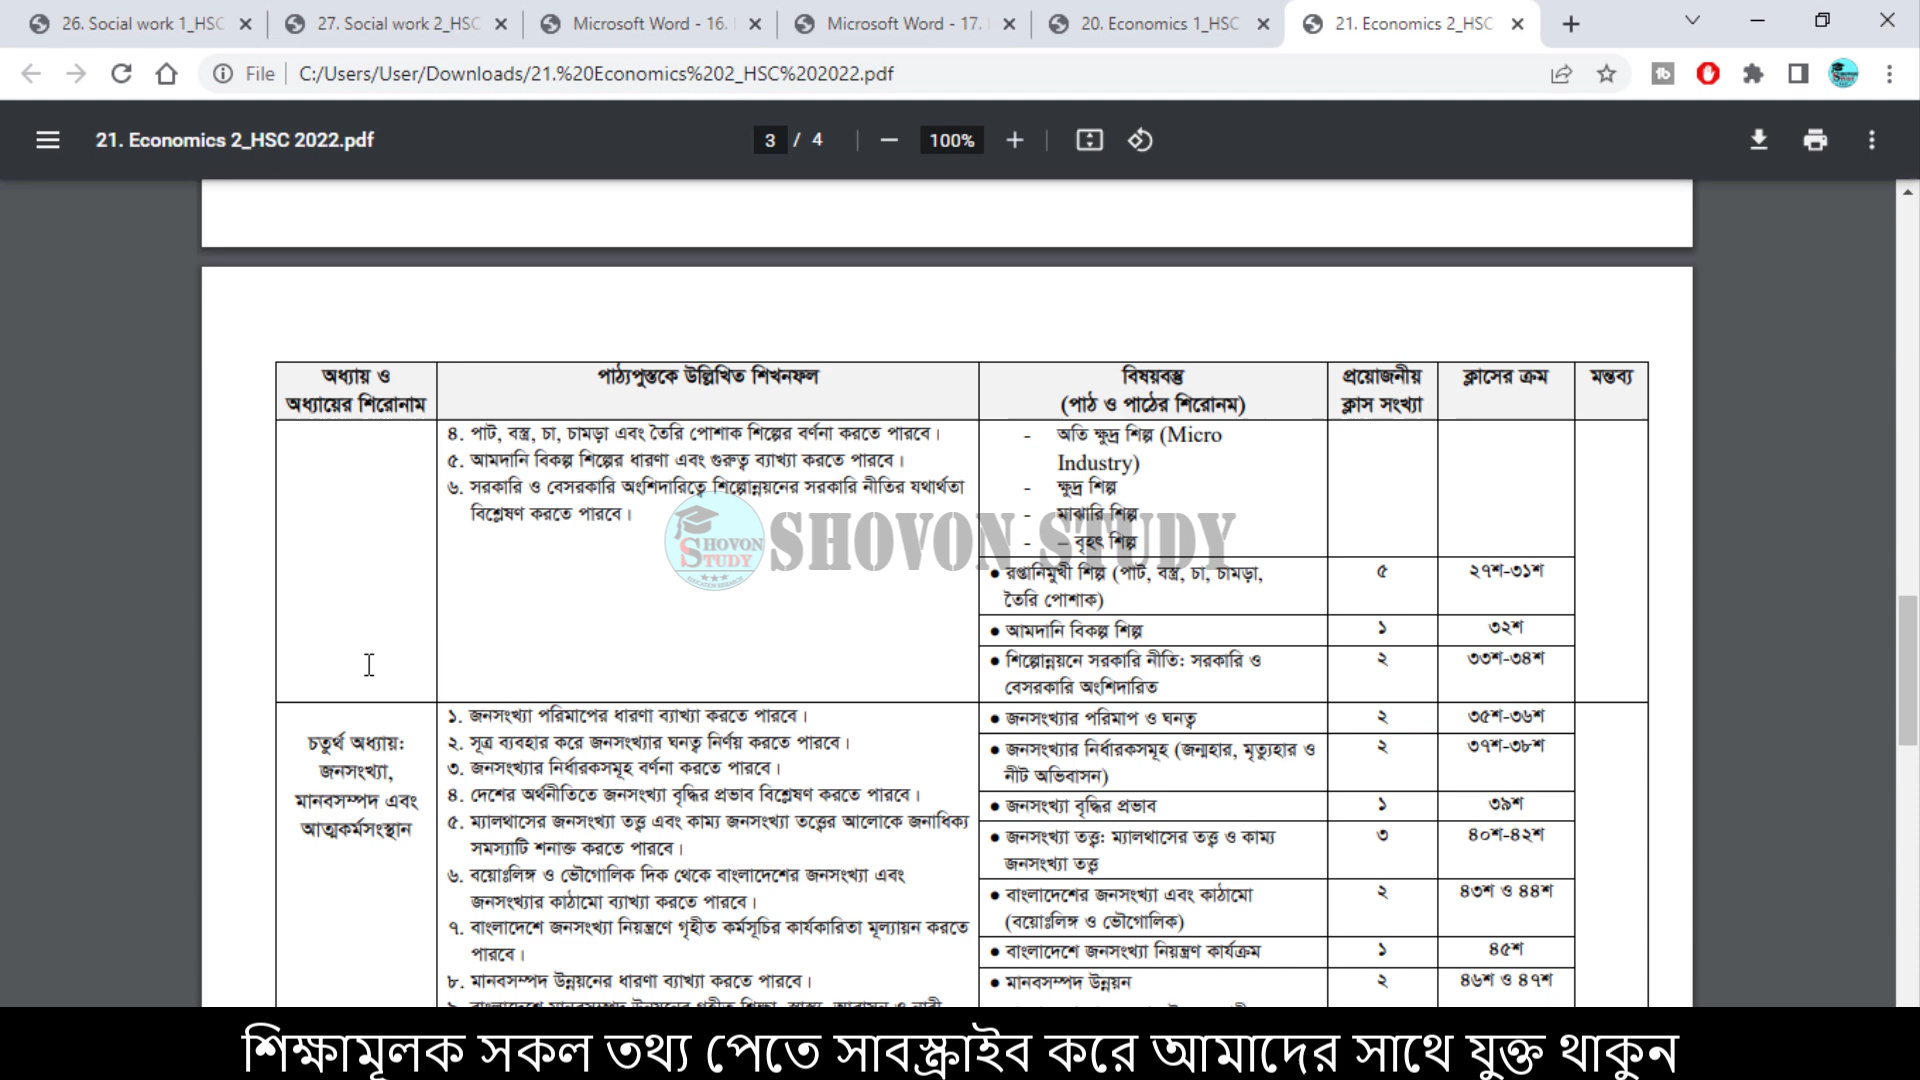 26. Social work 1_HSC
27. Social work 2_HSC
Microsoft Word - 16.
Microsoft Word - 17.
20. Economics 1_HSC
21. Economics 2_HSC
File
C:/Users/User/Downloads/21.%20Economics%202_HSC%202022.pdf
21. Economics 2_HSC 2022.pdf
3 / 4
100%
অধ্যায় ও
অধ্যায়ের শিরোনাম
পাঠ্যপুস্তকে উল্লিখিত শিখনফল
বিষয়বস্তু
(পাঠ ও পাঠের শিরোনম)
প্রয়োজনীয়
ক্লাস সংখ্যা
ক্লাসের ক্রম
মন্তব্য
৪. পাট, বস্ত্র, চা, চামড়া এবং তৈরি পোশাক শিল্পের বর্ণনা করতে পারবে।
৫. আমদানি বিকল্প শিল্পের ধারণা এবং গুরুত্ব ব্যাখ্যা করতে পারবে।
৬. সরকারি ও বেসরকারি অংশিদারিত্বে শিল্পোন্নয়নের সরকারি নীতির যথার্থতা
বিশ্লেষণ করতে পারবে।
- অতি ক্ষুদ্র শিল্প (Micro
Industry)
- ক্ষুদ্র শিল্প
- মাঝারি শিল্প
- – বৃহৎ শিল্প
SHOVON STUDY
SHOVON
STUDY
EDUCATION RESEARCH
● রপ্তানিমুখী শিল্প (পাট, বস্ত্র, চা, চামড়া,
তৈরি পোশাক)
৫
২৭শ-৩১শ
● আমদানি বিকল্প শিল্প
১
৩২শ
● শিল্পোন্নয়নে সরকারি নীতি: সরকারি ও
বেসরকারি অংশিদারিত
২
৩৩শ-৩৪শ
চতুর্থ অধ্যায়:
জনসংখ্যা,
মানবসম্পদ এবং
আত্মকর্মসংস্থান
১. জনসংখ্যা পরিমাপের ধারণা ব্যাখ্যা করতে পারবে।
২. সূত্র ব্যবহার করে জনসংখ্যার ঘনত্ব নির্ণয় করতে পারবে।
৩. জনসংখ্যার নির্ধারকসমূহ বর্ণনা করতে পারবে।
৪. দেশের অর্থনীতিতে জনসংখ্যা বৃদ্ধির প্রভাব বিশ্লেষণ করতে পারবে।
৫. ম্যালথাসের জনসংখ্যা তত্ত্ব এবং কাম্য জনসংখ্যা তত্ত্বের আলোকে জনাধিক্য
সমস্যাটি শনাক্ত করতে পারবে।
৬. বয়োঃলিঙ্গ ও ভৌগোলিক দিক থেকে বাংলাদেশের জনসংখ্যা এবং
জনসংখ্যার কাঠামো ব্যাখ্যা করতে পারবে।
৭. বাংলাদেশে জনসংখ্যা নিয়ন্ত্রণে গৃহীত কর্মসূচির কার্যকারিতা মূল্যায়ন করতে
পারবে।
৮. মানবসম্পদ উন্নয়নের ধারণা ব্যাখ্যা করতে পারবে।
● জনসংখ্যার পরিমাপ ও ঘনত্ব
২
৩৫শ-৩৬শ
● জনসংখ্যার নির্ধারকসমূহ (জন্মহার, মৃত্যুহার ও
নীট অভিবাসন)
২
৩৭শ-৩৮শ
● জনসংখ্যা বৃদ্ধির প্রভাব
১
৩৯শ
● জনসংখ্যা তত্ত্ব: ম্যালথাসের তত্ত্ব ও কাম্য
জনসংখ্যা তত্ত্ব
৩
৪০শ-৪২শ
● বাংলাদেশের জনসংখ্যা এবং কাঠামো
(বয়োঃলিঙ্গ ও ভৌগোলিক)
২
৪৩শ ও ৪৪শ
● বাংলাদেশে জনসংখ্যা নিয়ন্ত্রণ কার্যক্রম
১
৪৫শ
● মানবসম্পদ উন্নয়ন
২
৪৬শ ও ৪৭শ
শিক্ষামূলক সকল তথ্য পেতে সাবস্ক্রাইব করে আমাদের সাথে যুক্ত থাকুন